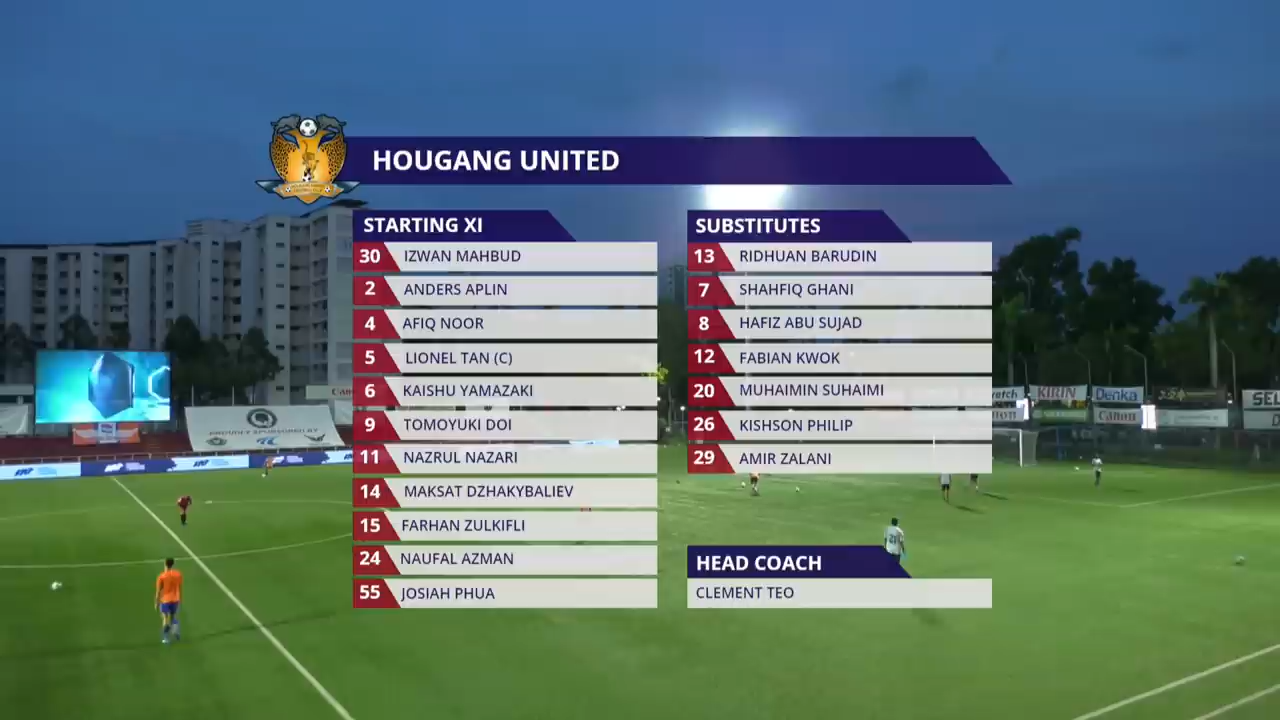 HOUGANG UNITED
STARTING XI
30 IZWAN MAHBUD
2 ANDERS APLIN
4 AFIQ NOOR
5 LIONEL TAN (C)
6 KAISHU YAMAZAKI
9 TOMOYUKI DOI
11 NAZRUL NAZARI
14 MAKSAT DZHAKYBALIEV
15 FARHAN ZULKIFLI
24 NAUFAL AZMAN
55 JOSIAH PHUA
SUBSTITUTES
13 RIDHUAN BARUDIN
7 SHAHFIQ GHANI
8 HAFIZ ABU SUJAD
12 FABIAN KWOK
20 MUHAIMIN SUHAIMI
26 KISHSON PHILIP
29 AMIR ZALANI
HEAD COACH
CLEMENT TEO
PROUDLY SPONSORED BY
KIRIN
Denka
Canon